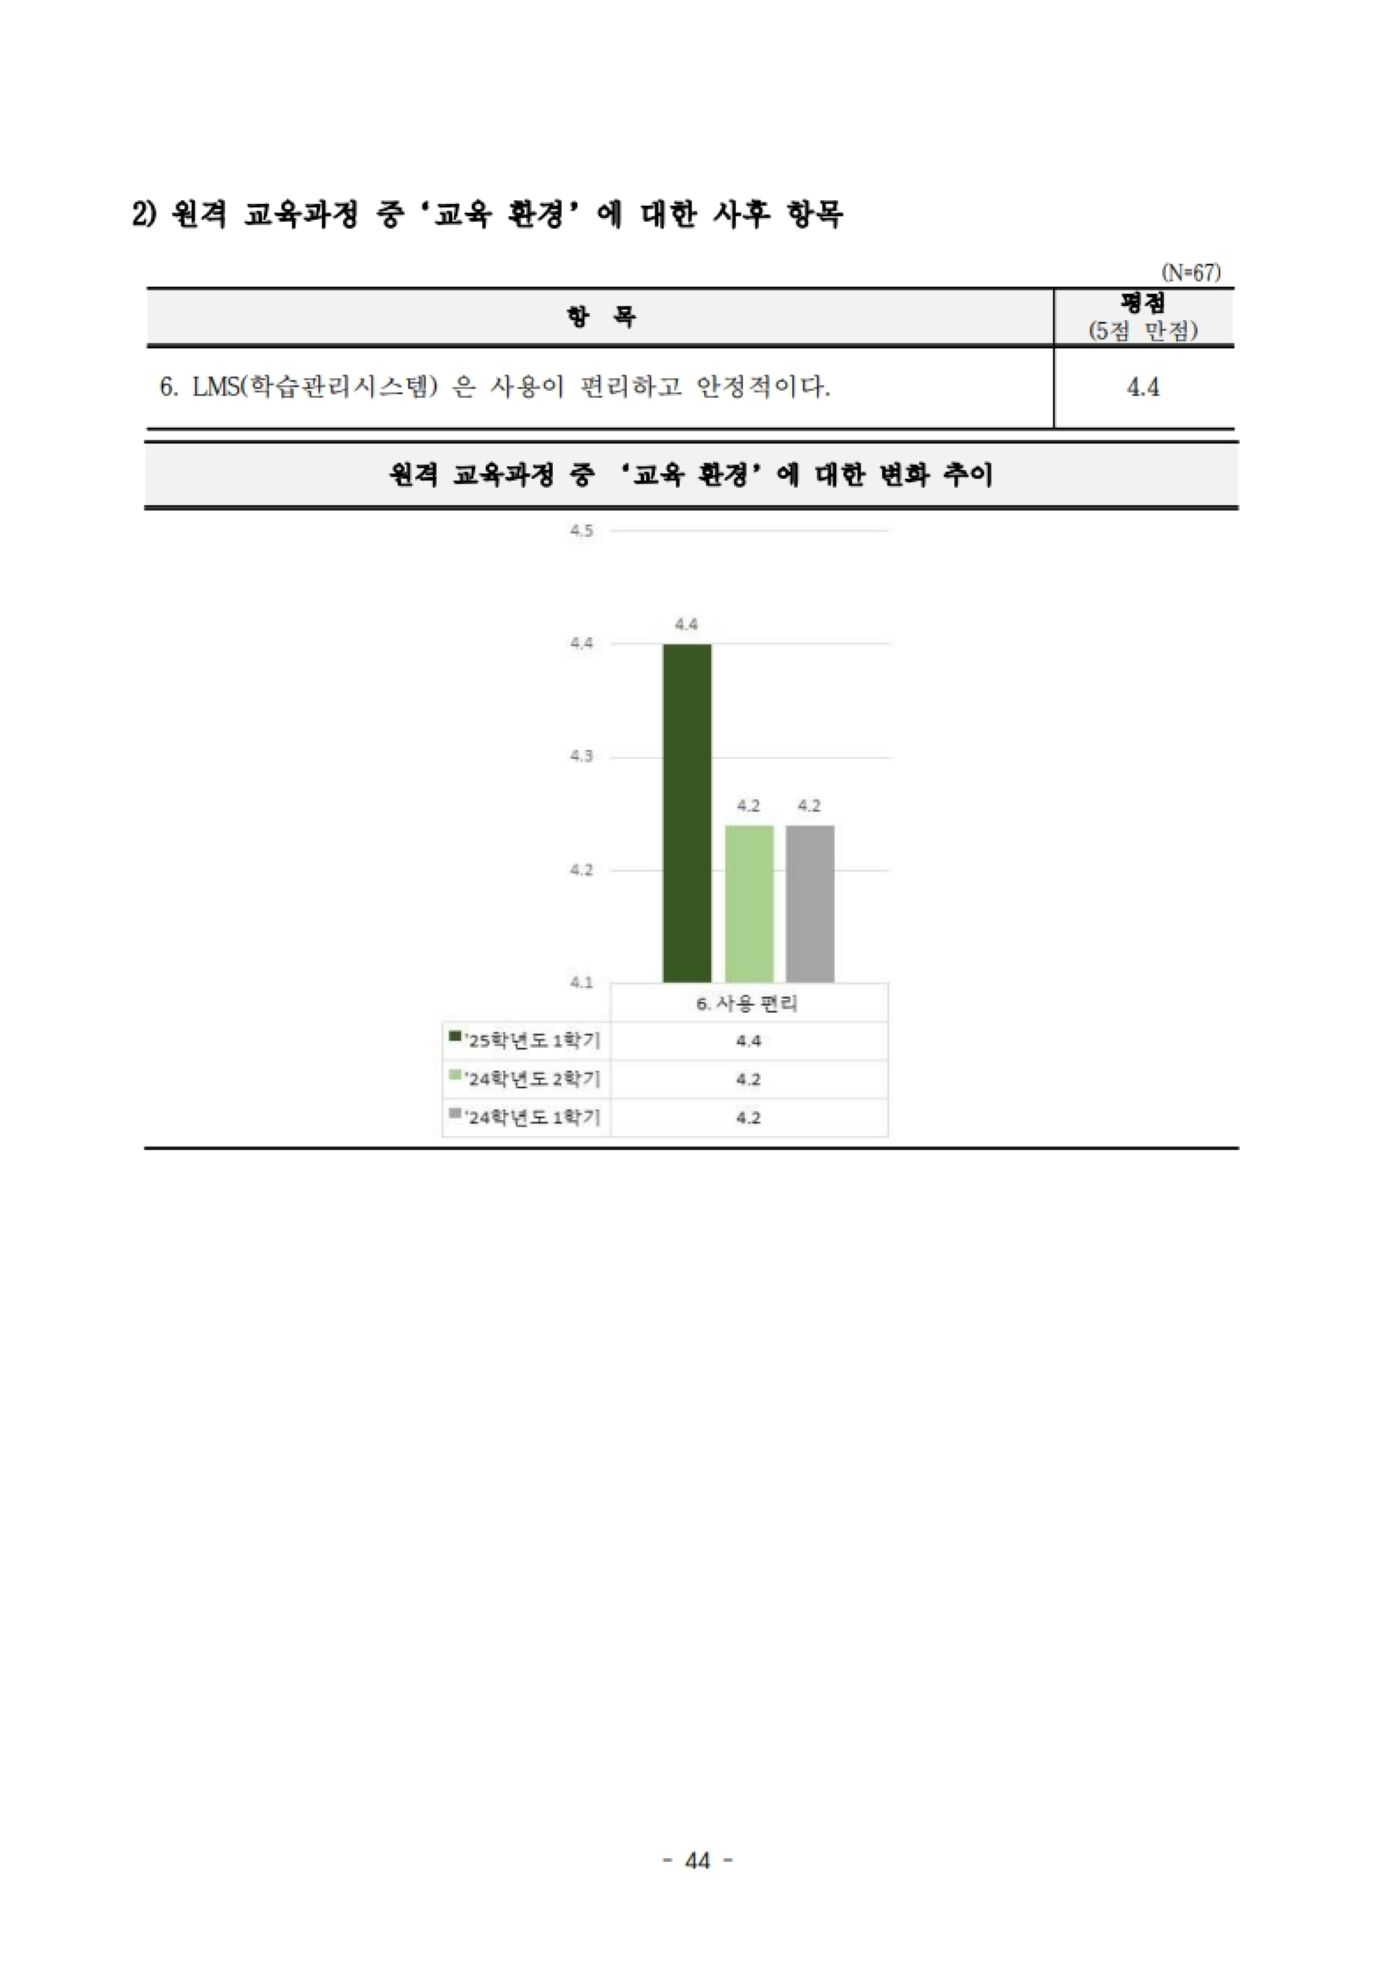 2) 원격 교육과정 중 ‘교육 환경’에 대한 사후 항목
(N=67)
항 목
평점
(5점 만점)
6. LMS(학습관리시스템) 은 사용이 편리하고 안정적이다.
4.4
원격 교육과정 중 ‘교육 환경’에 대한 변화 추이
4.5
4.4
4.4
4.3
4.2 4.2
4.2
4.1
6. 사용 편리
'25학년도 1학기 4.4
'24학년도 2학기 4.2
'24학년도 1학기 4.2
- 44 -